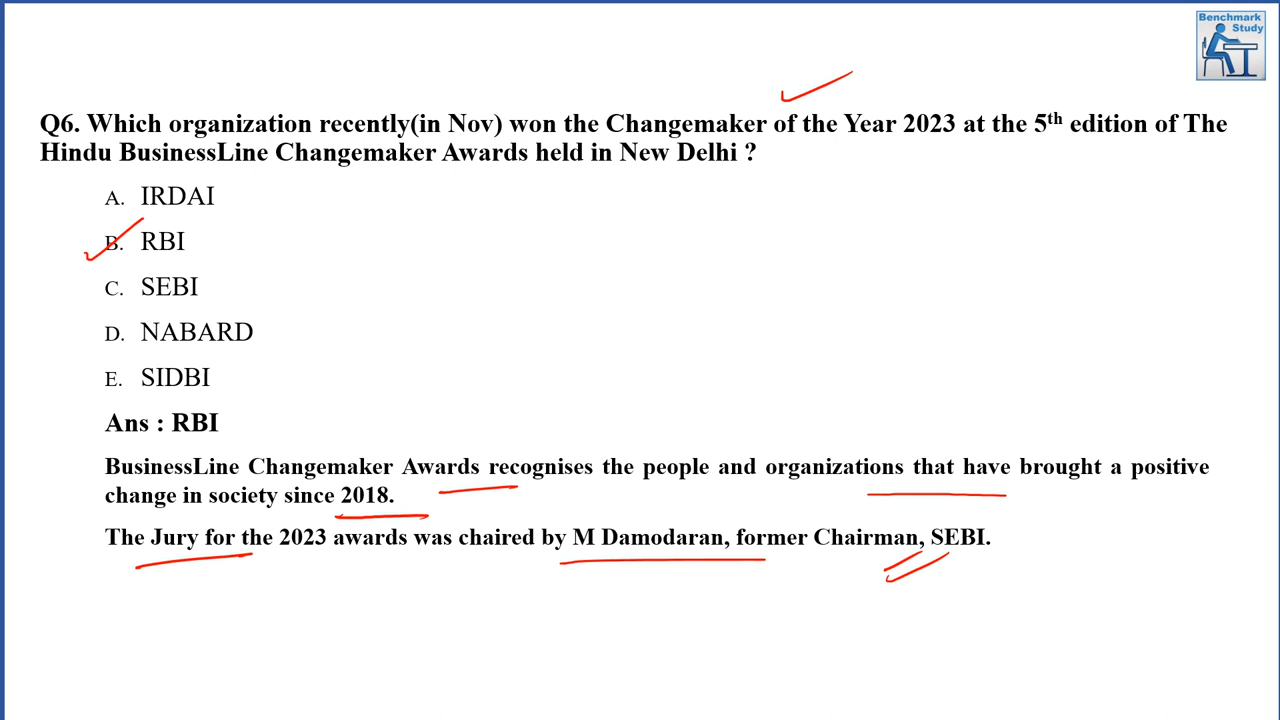 Benchmark
Study
Q6. Which organization recently(in Nov) won the Changemaker of the Year 2023 at the 5th edition of The
Hindu BusinessLine Changemaker Awards held in New Delhi ?
A. IRDAI
B. RBI
C. SEBI
D. NABARD
E. SIDBI
Ans : RBI
BusinessLine Changemaker Awards recognises the people and organizations that have brought a positive
change in society since 2018.
The Jury for the 2023 awards was chaired by M Damodaran, former Chairman, SEBI.